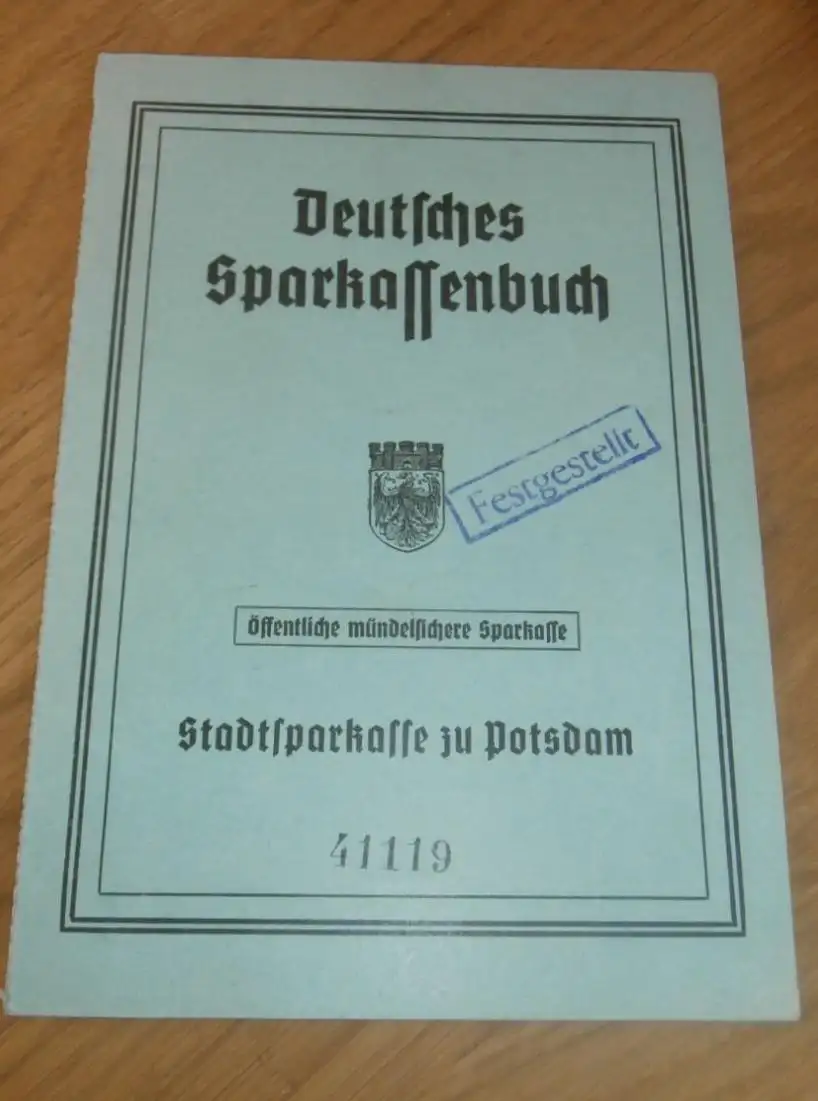 Deutſches
Sparkaſſenbuch
Festgestellt
Öffentliche mündelſichere Sparkaſſe
Stadtſparkaſſe zu Potsdam
41119